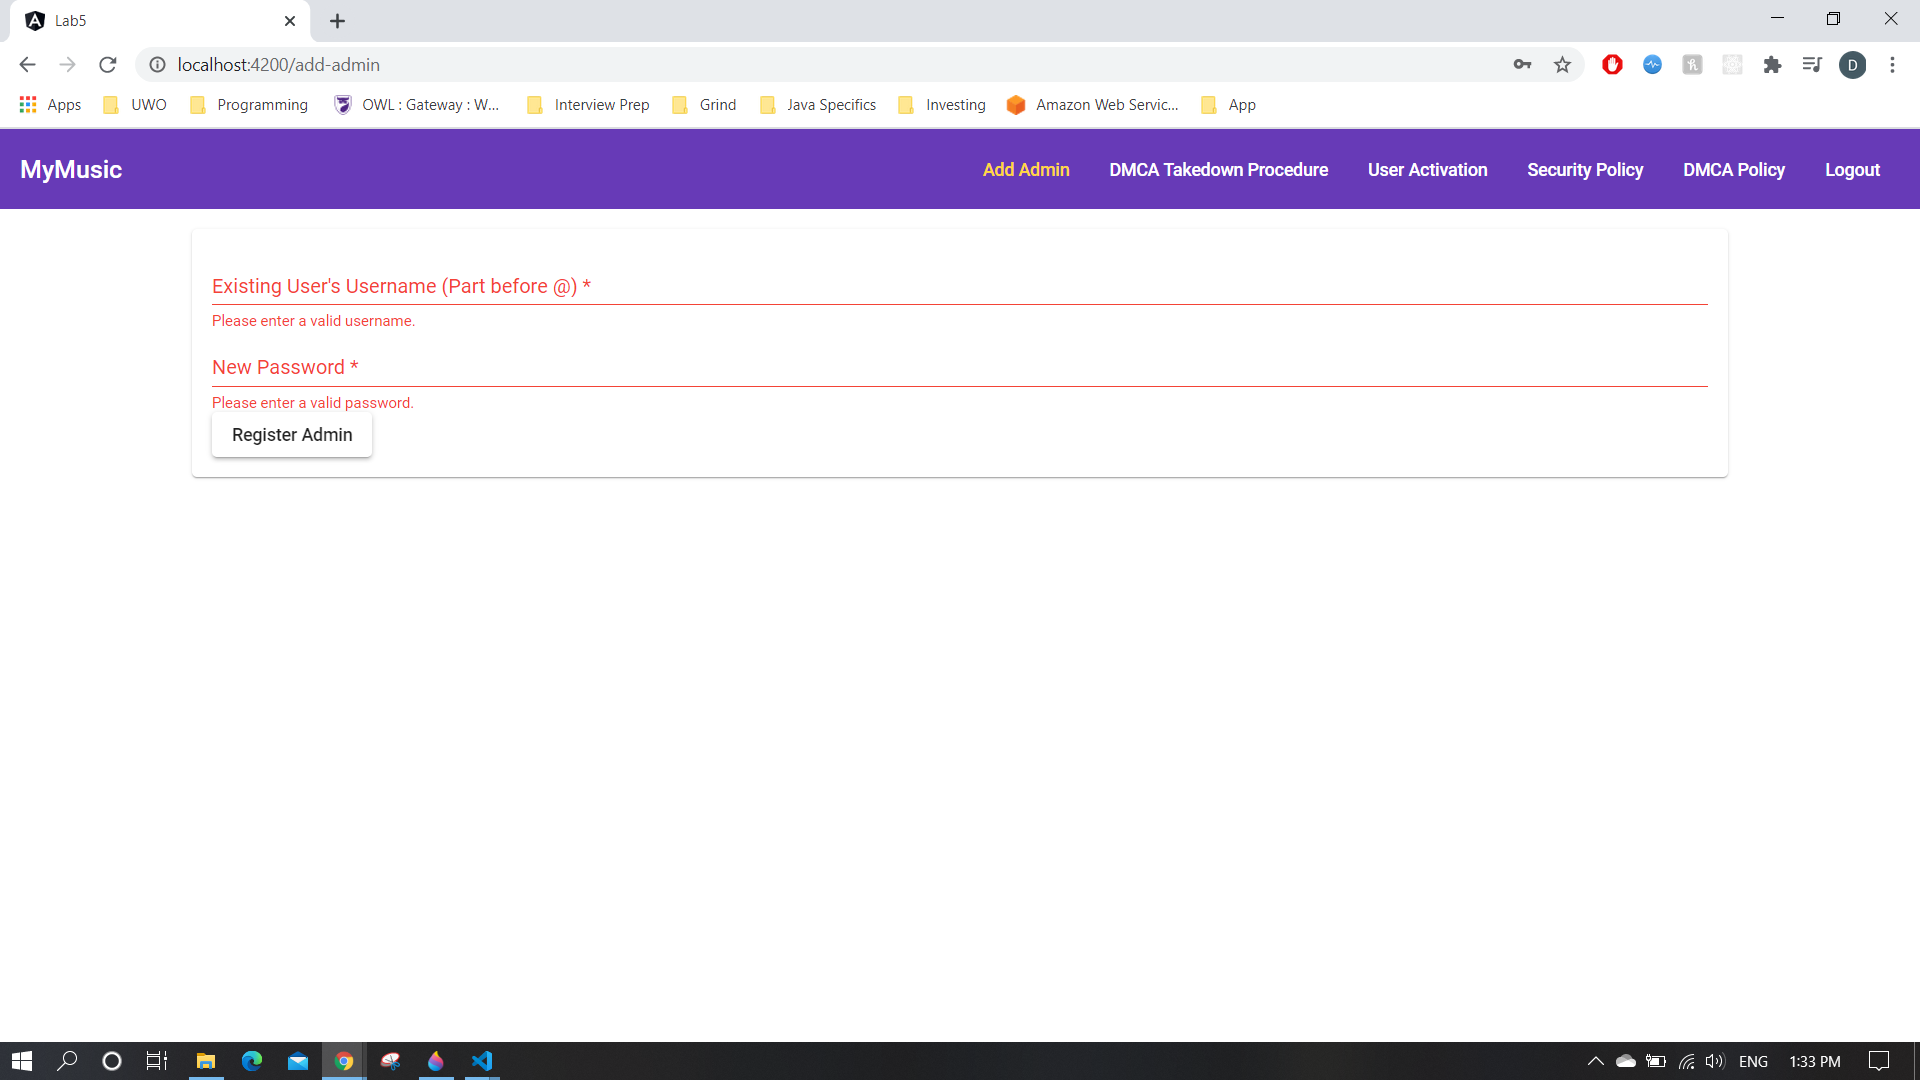 Lab5
localhost:4200/add-admin
D
Apps UWO Programming OWL : Gateway : W... Interview Prep Grind Java Specifics Investing Amazon Web Servic... App
MyMusic Add Admin DMCA Takedown Procedure User Activation Security Policy DMCA Policy Logout
Existing User's Username (Part before @) *
Please enter a valid username.
New Password *
Please enter a valid password.
Register Admin
ENG 1:33 PM